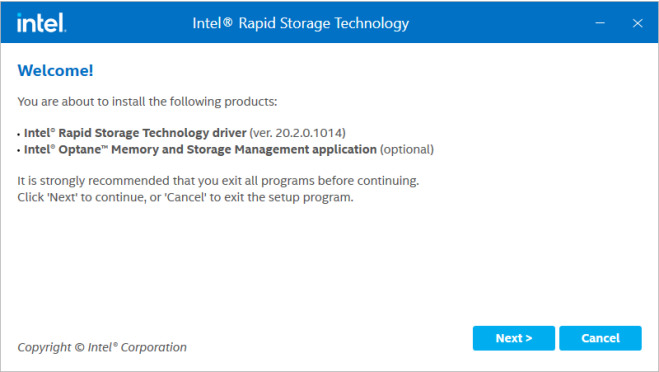 intel.
Intel® Rapid Storage Technology
Welcome!
You are about to install the following products:
• Intel® Rapid Storage Technology driver (ver. 20.2.0.1014)
• Intel® Optane™ Memory and Storage Management application (optional)
It is strongly recommended that you exit all programs before continuing.
Click 'Next' to continue, or 'Cancel' to exit the setup program.
Next >
Cancel
Copyright © Intel® Corporation